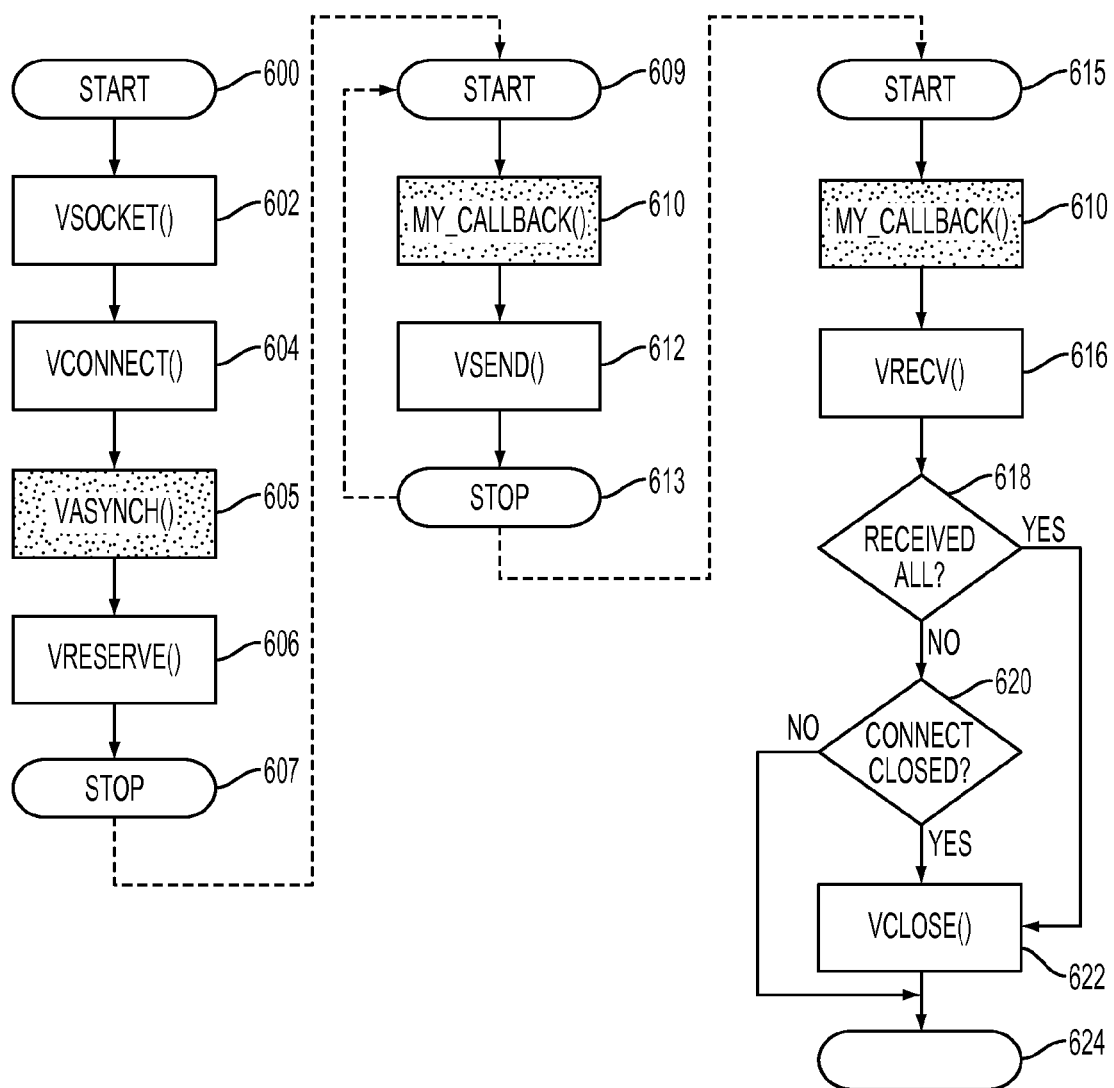 START
600
VSOCKET()
602
VCONNECT()
604
VASYNCH()
605
VRESERVE()
606
STOP
607
START
609
MY_CALLBACK()
610
VSEND()
612
STOP
613
START
615
MY_CALLBACK()
610
VRECV()
616
618
RECEIVED
ALL?
YES
NO
620
CONNECT
CLOSED?
NO
YES
VCLOSE()
622
624